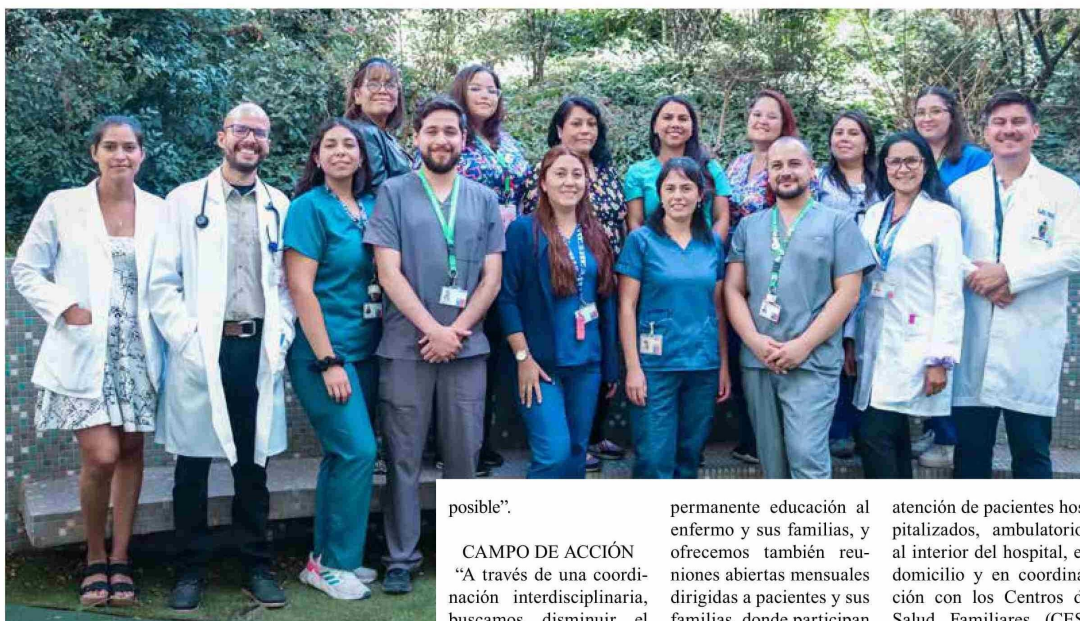 posible”.
CAMPO DE ACCIÓN
“A través de una coordi-
nación interdisciplinaria,
buscamos disminuir el
permanente educación al
enfermo y sus familias, y
ofrecemos también reu-
niones abiertas mensuales
dirigidas a pacientes y sus
familias, donde participan
atención de pacientes hos
pitalizados, ambulatorio
al interior del hospital, e
domicilio y en coordina
ción con los Centros d
Salud Familiares (CES